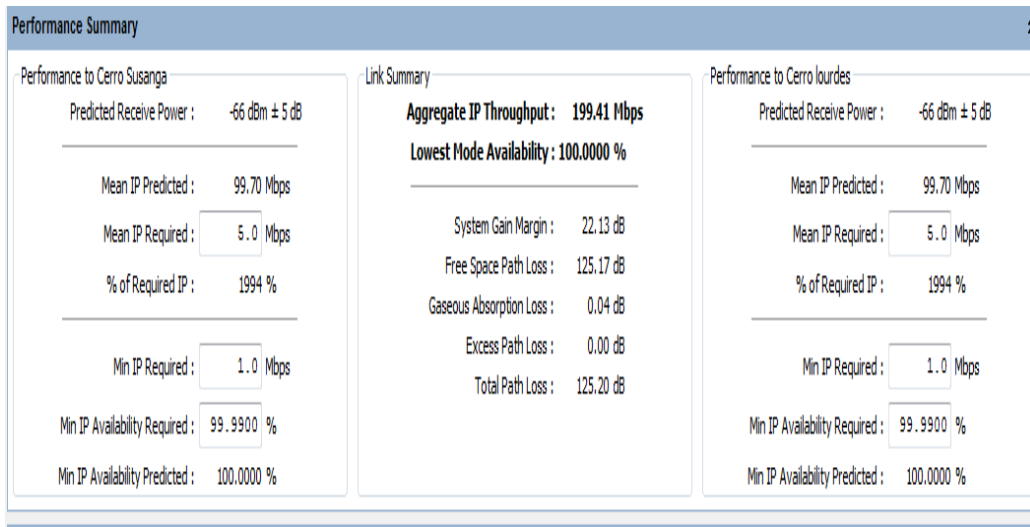 Performance Summary
Performance to Cerro Susanga
Predicted Receive Power : -66 dBm ± 5 dB
Mean IP Predicted : 99.70 Mbps
Mean IP Required : 5.0 Mbps
% of Required IP : 1994 %
Min IP Required : 1.0 Mbps
Min IP Availability Required : 99.9900 %
Min IP Availability Predicted : 100.0000 %
Link Summary
Aggregate IP Throughput : 199.41 Mbps
Lowest Mode Availability : 100.0000 %
System Gain Margin : 22.13 dB
Free Space Path Loss : 125.17 dB
Gaseous Absorption Loss : 0.04 dB
Excess Path Loss : 0.00 dB
Total Path Loss : 125.20 dB
Performance to Cerro lourdes
Predicted Receive Power : -66 dBm ± 5 dB
Mean IP Predicted : 99.70 Mbps
Mean IP Required : 5.0 Mbps
% of Required IP : 1994 %
Min IP Required : 1.0 Mbps
Min IP Availability Required : 99.9900 %
Min IP Availability Predicted : 100.0000 %